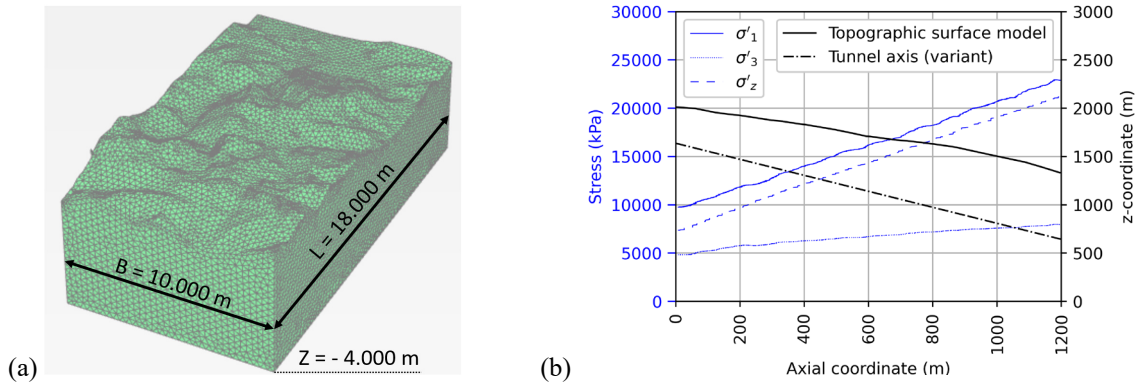 (a)
B = 10.000 m
L = 18.000 m
Z = - 4.000 m
(b)
Stress (kPa)
30000
25000
20000
15000
10000
5000
0
σ'₁
σ'₃
σ'z
Topographic surface model
Tunnel axis (variant)
3000
2500
2000
1500
1000
500
0
z-coordinate (m)
0
200
400
600
800
1000
1200
Axial coordinate (m)